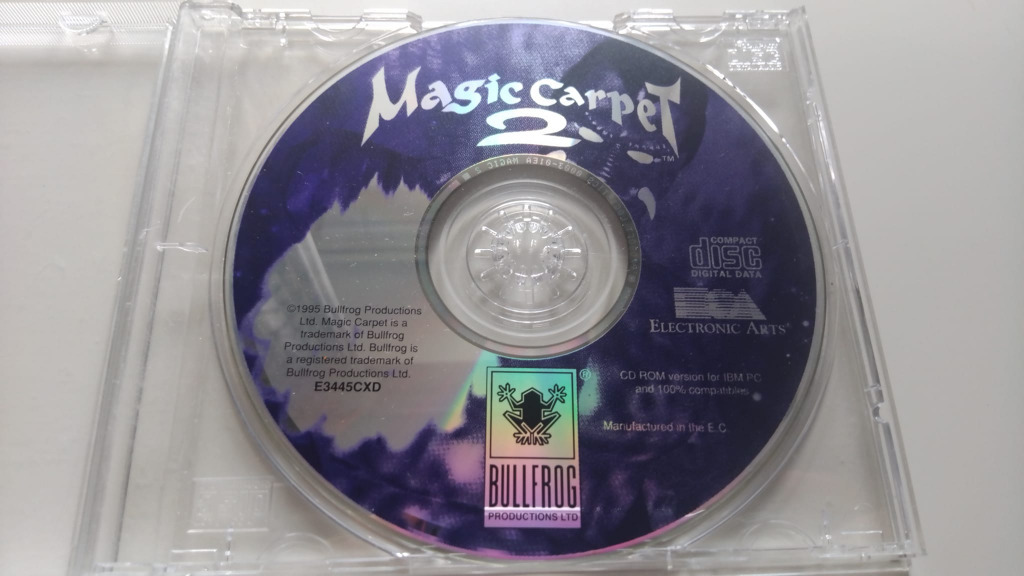 Magic Carpet
2
TM
COMPACT
disc
DIGITAL DATA
EA
ELECTRONIC ARTS®
©1995 Bullfrog Productions
Ltd. Magic Carpet is a
trademark of Bullfrog
Productions Ltd. Bullfrog is
a registered trademark of
Bullfrog Productions Ltd.
E3445CXD
CD ROM version for IBM PC
and 100% compatibles
Manufactured in the E.C.
®
BULLFROG
PRODUCTIONS LTD